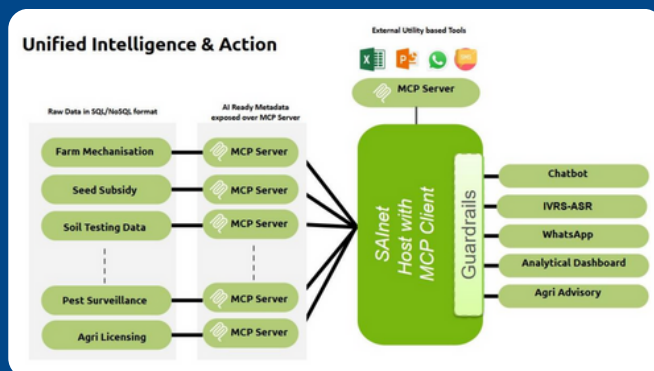 External Utility based Tools
Unified Intelligence & Action
MCP Server
Raw Data in SQL/NoSQL format
AI Ready Metadata
exposed over MCP Server
Farm Mechanisation
MCP Server
Seed Subsidy
MCP Server
Soil Testing Data
MCP Server
Pest Surveillance
MCP Server
Agri Licensing
MCP Server
SAInet
Host with
MCP Client
Guardrails
Chatbot
IVRS-ASR
WhatsApp
Analytical Dashboard
Agri Advisory